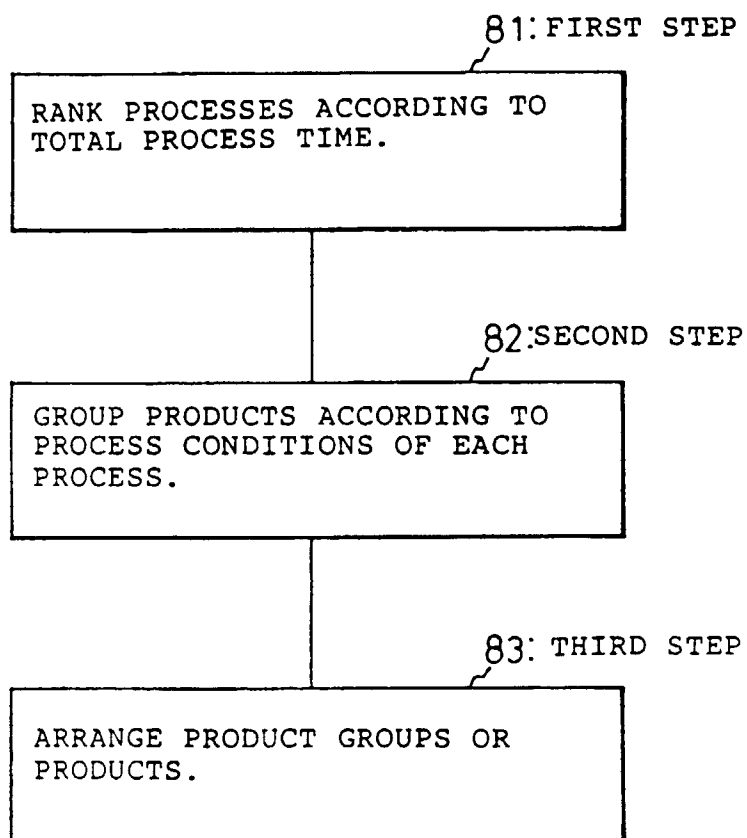 81: FIRST STEP
RANK PROCESSES ACCORDING TO
TOTAL PROCESS TIME.
82:SECOND STEP
GROUP PRODUCTS ACCORDING TO
PROCESS CONDITIONS OF EACH
PROCESS.
83: THIRD STEP
ARRANGE PRODUCT GROUPS OR
PRODUCTS.